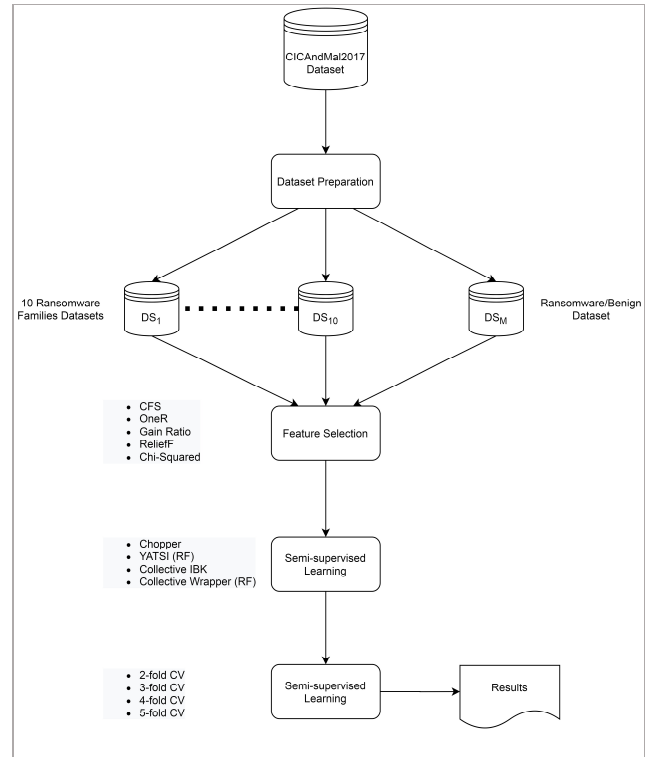 CICAndMal2017
Dataset
Dataset Preparation
10 Ransomware
Families Datasets
DS1
DS10
DSM
Ransomware/Benign
Dataset
• CFS
• OneR
• Gain Ratio
• ReliefF
• Chi-Squared
Feature Selection
• Chopper
• YATSI (RF)
• Collective IBK
• Collective Wrapper (RF)
Semi-supervised
Learning
• 2-fold CV
• 3-fold CV
• 4-fold CV
• 5-fold CV
Semi-supervised
Learning
Results